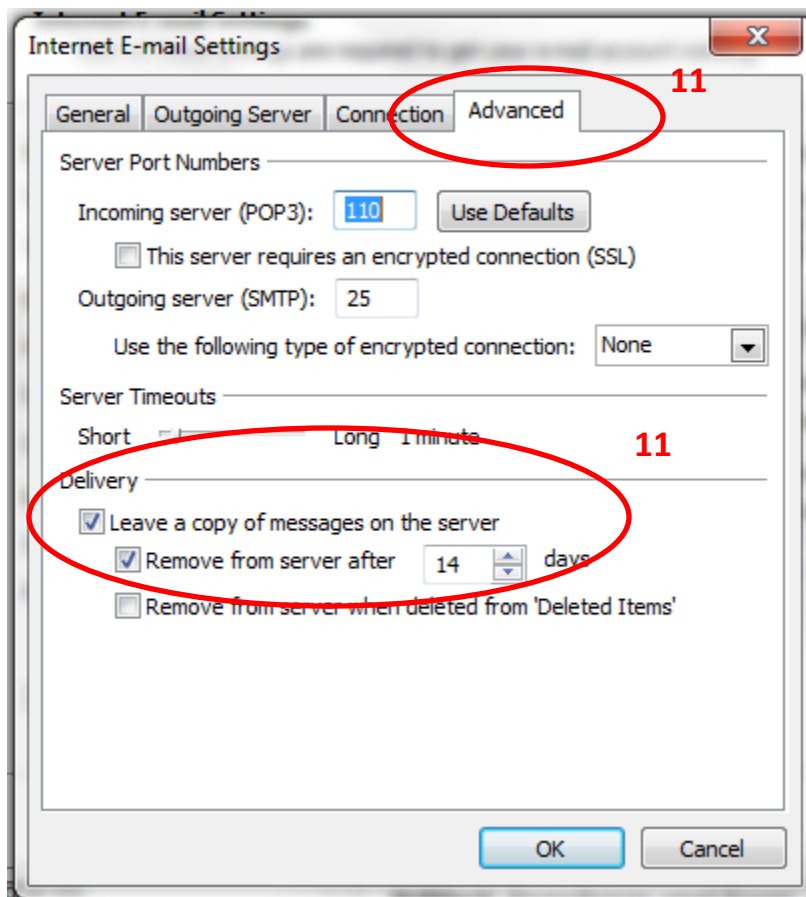 Internet E-mail Settings
11
General Outgoing Server Connection Advanced
Server Port Numbers
Incoming server (POP3): 110 Use Defaults
This server requires an encrypted connection (SSL)
Outgoing server (SMTP): 25
Use the following type of encrypted connection: None
Server Timeouts
Short Long 1 minute
11
Delivery
Leave a copy of messages on the server
Remove from server after 14 days
Remove from server when deleted from 'Deleted Items'
OK Cancel